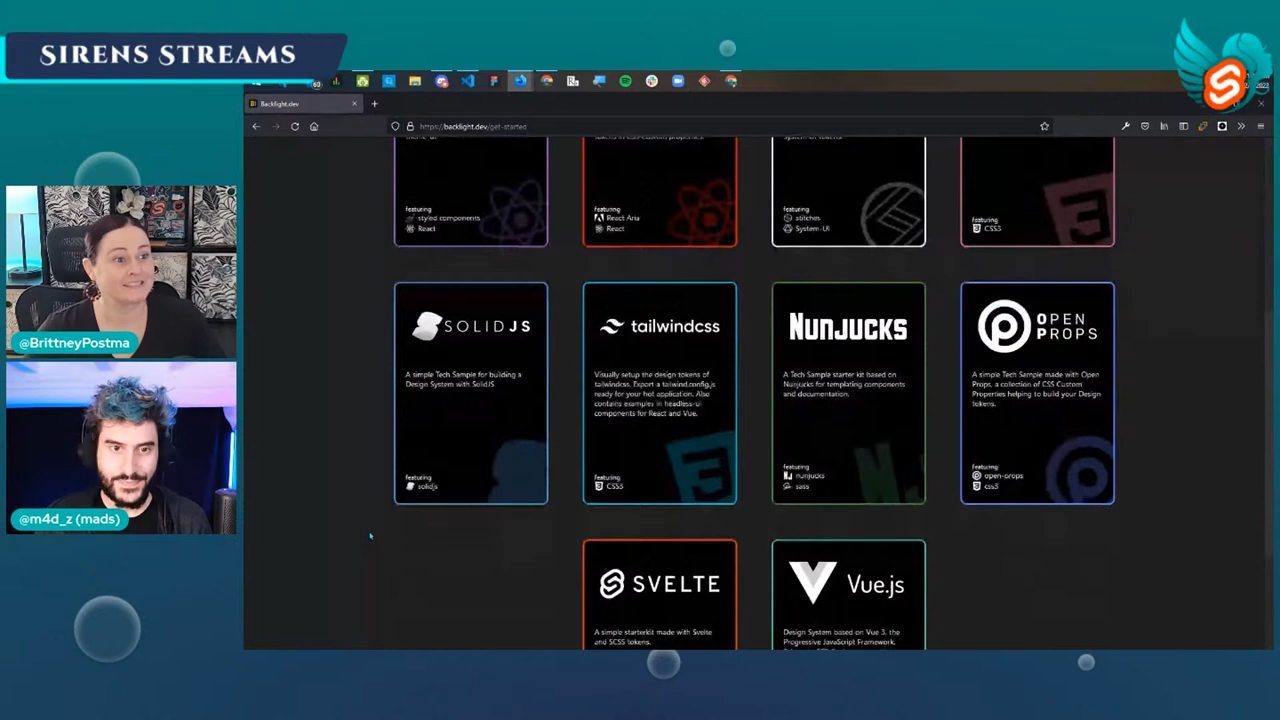 SIRENS STREAMS
60
Backlight.dev
https://backlight.dev/get-started
featuring
styled components
React
featuring
React Aria
React
featuring
stitches
System-UI
featuring
CSS3
SOLIDJS
A simple Tech Sample for building a
Design System with SolidJS
featuring
solidjs
tailwindcss
Visually setup the design tokens of
tailwindcss. Export a tailwind.config.js
ready for your hot application. Also
contains examples in headless-ui
components for React and Vue.
featuring
CSS3
NUNJUCKS
A Tech Sample starter kit based on
Nunjucks for templating components
and documentation.
featuring
nunjucks
sass
OPEN
PROPS
A simple Tech Sample made with Open
Props, a collection of CSS Custom
Properties helping to build your Design
tokens.
featuring
open-props
css3
SVELTE
A simple starterkit made with Svelte
and SCSS tokens.
Vue.js
Design System based on Vue 3, the
Progressive JavaScript Framework.
@BrittneyPostma
@m4d_z (mads)